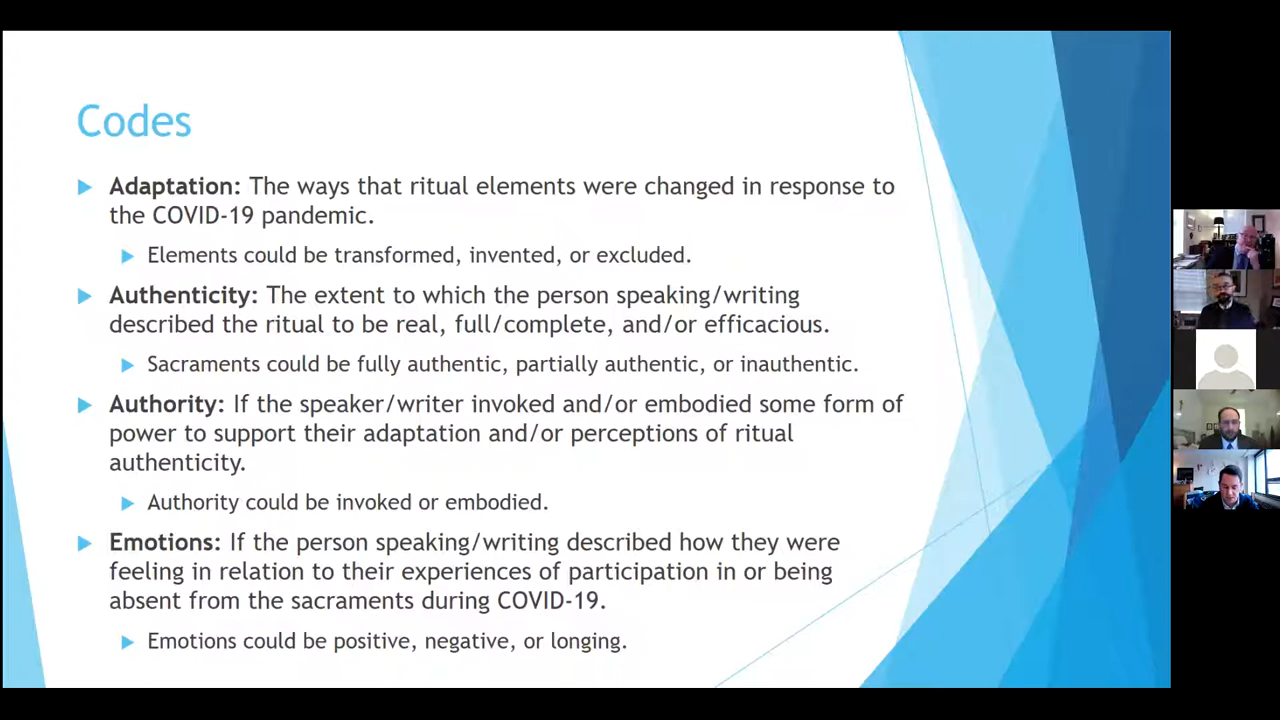 Codes
Adaptation: The ways that ritual elements were changed in response to
the COVID-19 pandemic.
Elements could be transformed, invented, or excluded.
Authenticity: The extent to which the person speaking/writing
described the ritual to be real, full/complete, and/or efficacious.
Sacraments could be fully authentic, partially authentic, or inauthentic.
Authority: If the speaker/writer invoked and/or embodied some form of
power to support their adaptation and/or perceptions of ritual
authenticity.
Authority could be invoked or embodied.
Emotions: If the person speaking/writing described how they were
feeling in relation to their experiences of participation in or being
absent from the sacraments during COVID-19.
Emotions could be positive, negative, or longing.